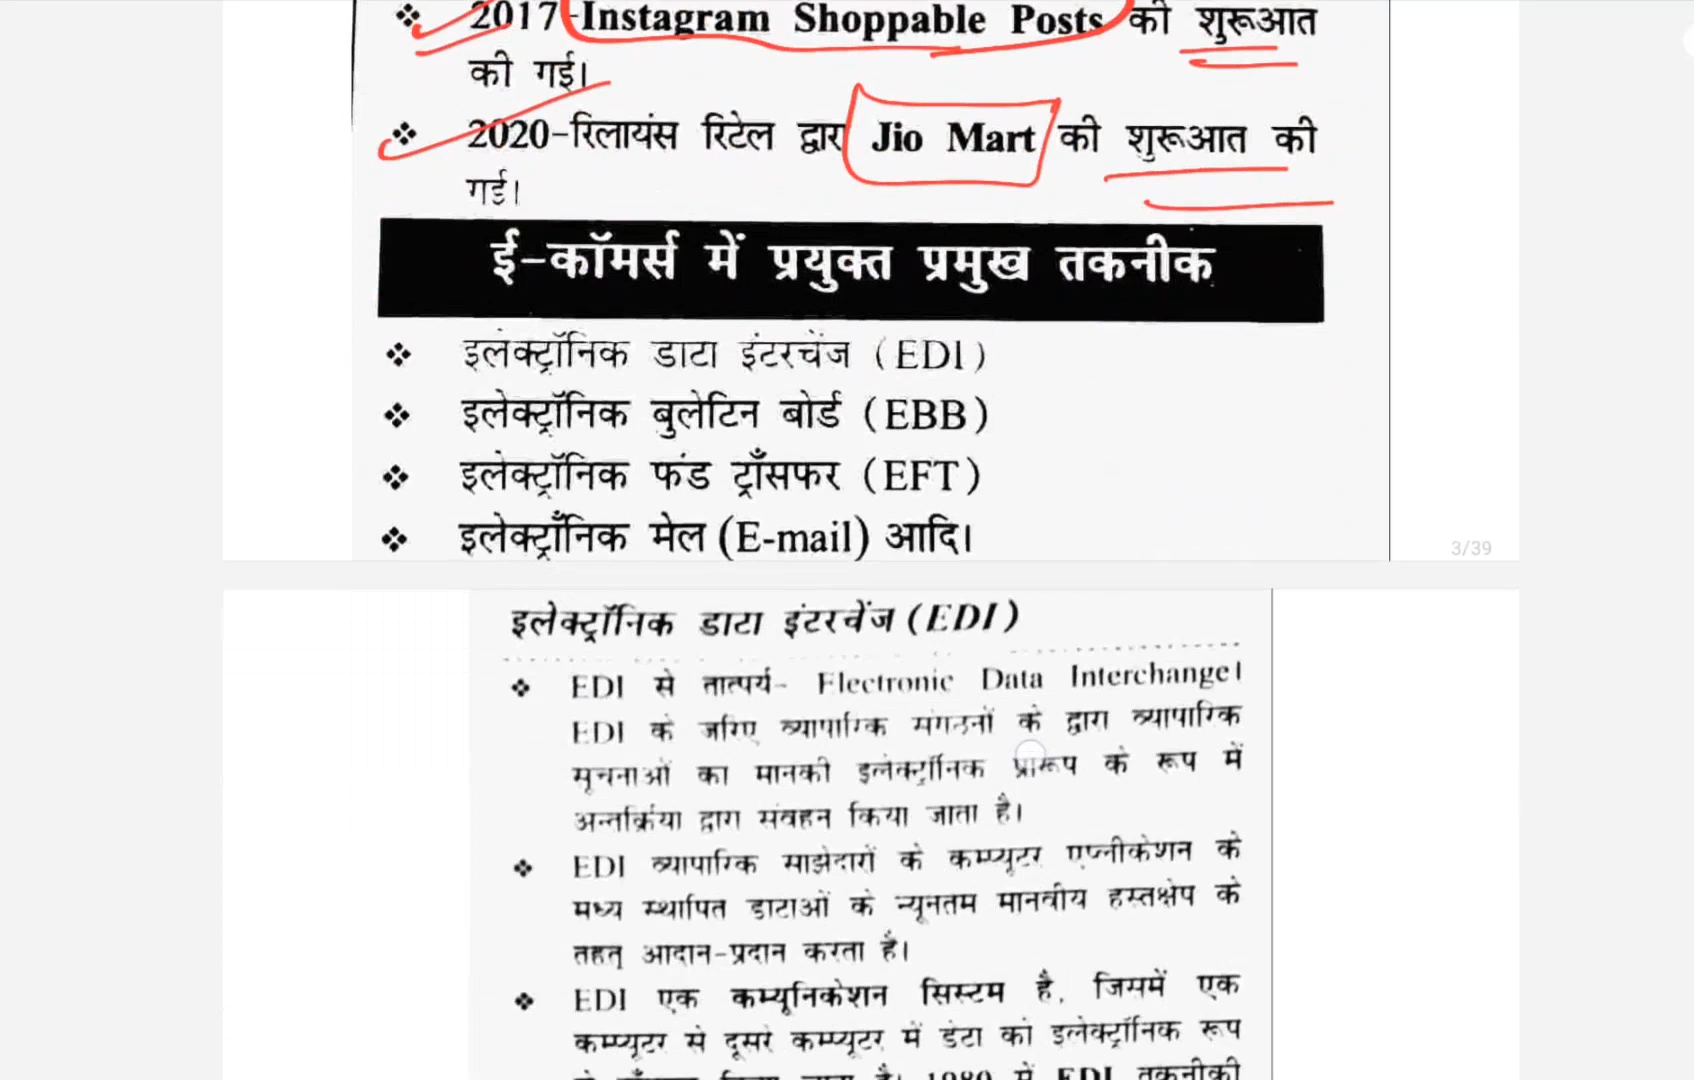 2017-Instagram Shoppable Posts की शुरूआत
की गई।
2020-रिलायंस रिटेल द्वारा Jio Mart की शुरूआत की
गई।
ई-कॉमर्स में प्रयुक्त प्रमुख तकनीक
इलेक्ट्रॉनिक डाटा इंटरचेंज (EDI)
इलेक्ट्रॉनिक बुलेटिन बोर्ड (EBB)
इलेक्ट्रॉनिक फंड ट्राँसफर (EFT)
इलेक्ट्राँनिक मेल (E-mail) आदि।
3/39
इलेक्ट्रॉनिक डाटा इंटरचेंज (EDI)
EDI से तात्पर्य- Electronic Data Interchange।
EDI के जरिए व्यापारिक संगठनों के द्वारा व्यापारिक
सूचनाओं का मानकी इलेक्ट्रॉनिक प्रारूप के रूप में
अन्तर्क्रिया द्वारा संवहन किया जाता है।
EDI व्यापारिक साझेदारों के कम्प्यूटर एप्लीकेशन के
मध्य स्थापित डाटाओं के न्यूनतम मानवीय हस्तक्षेप के
तहत् आदान-प्रदान करता है।
EDI एक कम्यूनिकेशन सिस्टम है, जिसमें एक
कम्प्यूटर से दूसरे कम्प्यूटर में डेटा को इलेक्ट्रॉनिक रूप
में EDI तकनीकी